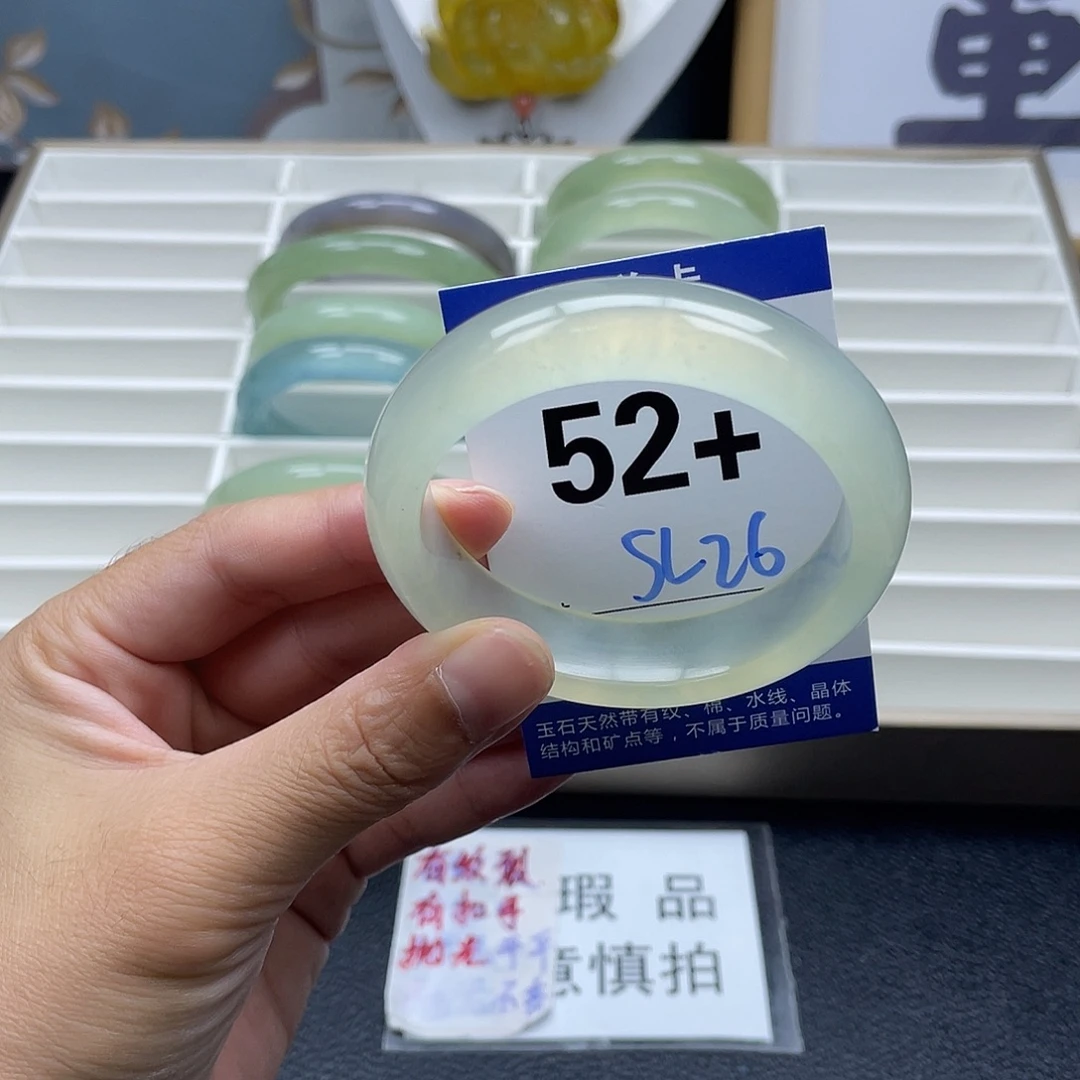 卡
52+
SL26
玉石天然带有纹、棉、水线、晶体
结构和矿点等，不属于质量问题。
有纹裂
有扣手
抛光
瑕 品
意慎拍